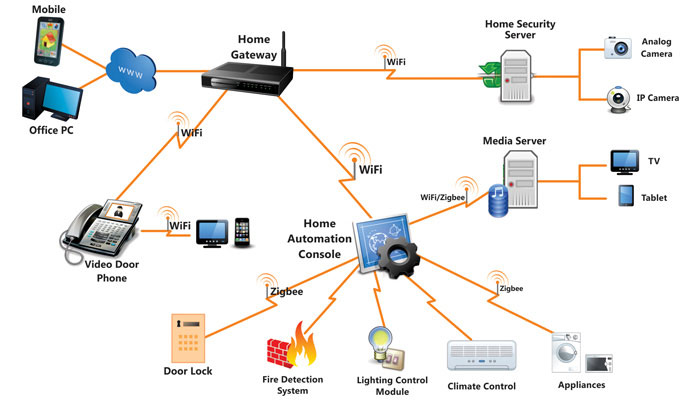 Mobile
Home
Gateway
Home Security
Server
WiFi
Analog
Camera
www
IP Camera
Office PC
WiFi
Media Server
WiFi
TV
WiFi/Zigbee
Tablet
WiFi
Home
Automation
Console
Video Door
Phone
Zigbee
Zigbee
Door Lock
Fire Detection
System
Lighting Control
Module
Climate Control
Appliances